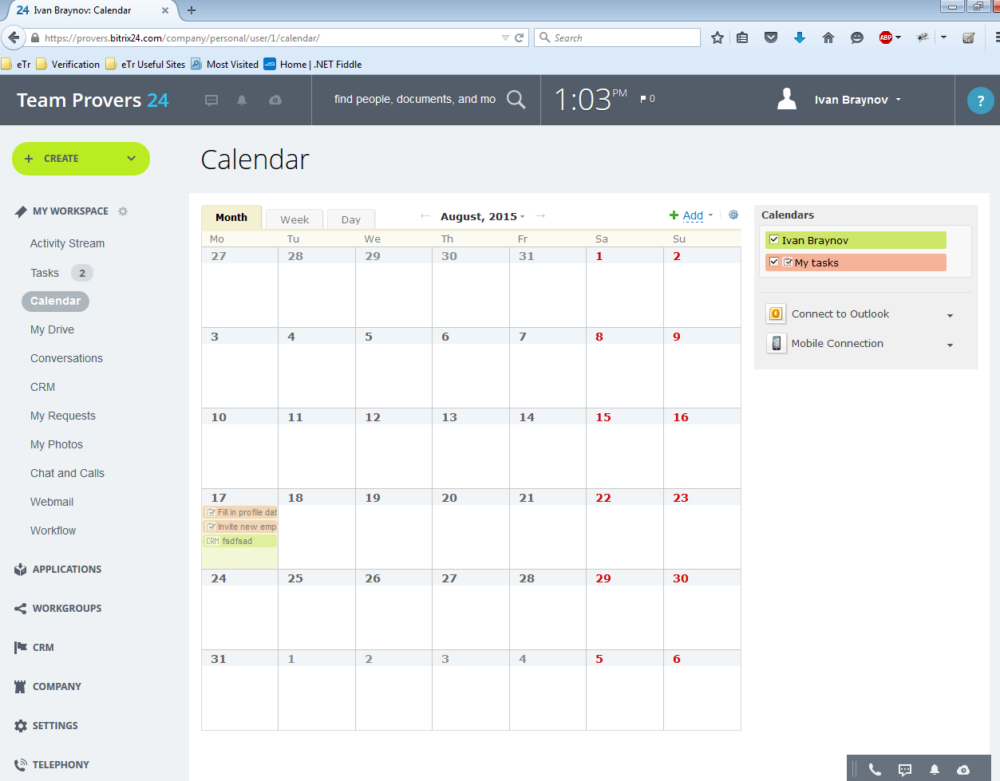 24 Ivan Braynov: Calendar
https://provers.bitrix24.com/company/personal/user/1/calendar/
Search
ABP
eTr
Verification
eTr Useful Sites
Most Visited
Home | .NET Fiddle
Team Provers 24
find people, documents, and mo
1:03 PM
0
Ivan Braynov
?
CREATE
Calendar
MY WORKSPACE
Activity Stream
Tasks 2
Calendar
My Drive
Conversations
CRM
My Requests
My Photos
Chat and Calls
Webmail
Workflow
APPLICATIONS
WORKGROUPS
CRM
COMPANY
SETTINGS
TELEPHONY
Month Week Day
August, 2015
Add
Mo Tu We Th Fr Sa Su
27 28 29 30 31 1 2
3 4 5 6 7 8 9
10 11 12 13 14 15 16
17 18 19 20 21 22 23
Fill in profile dat
Invite new emp
CRM fsdfsad
24 25 26 27 28 29 30
31 1 2 3 4 5 6
Calendars
Ivan Braynov
My tasks
Connect to Outlook
Mobile Connection